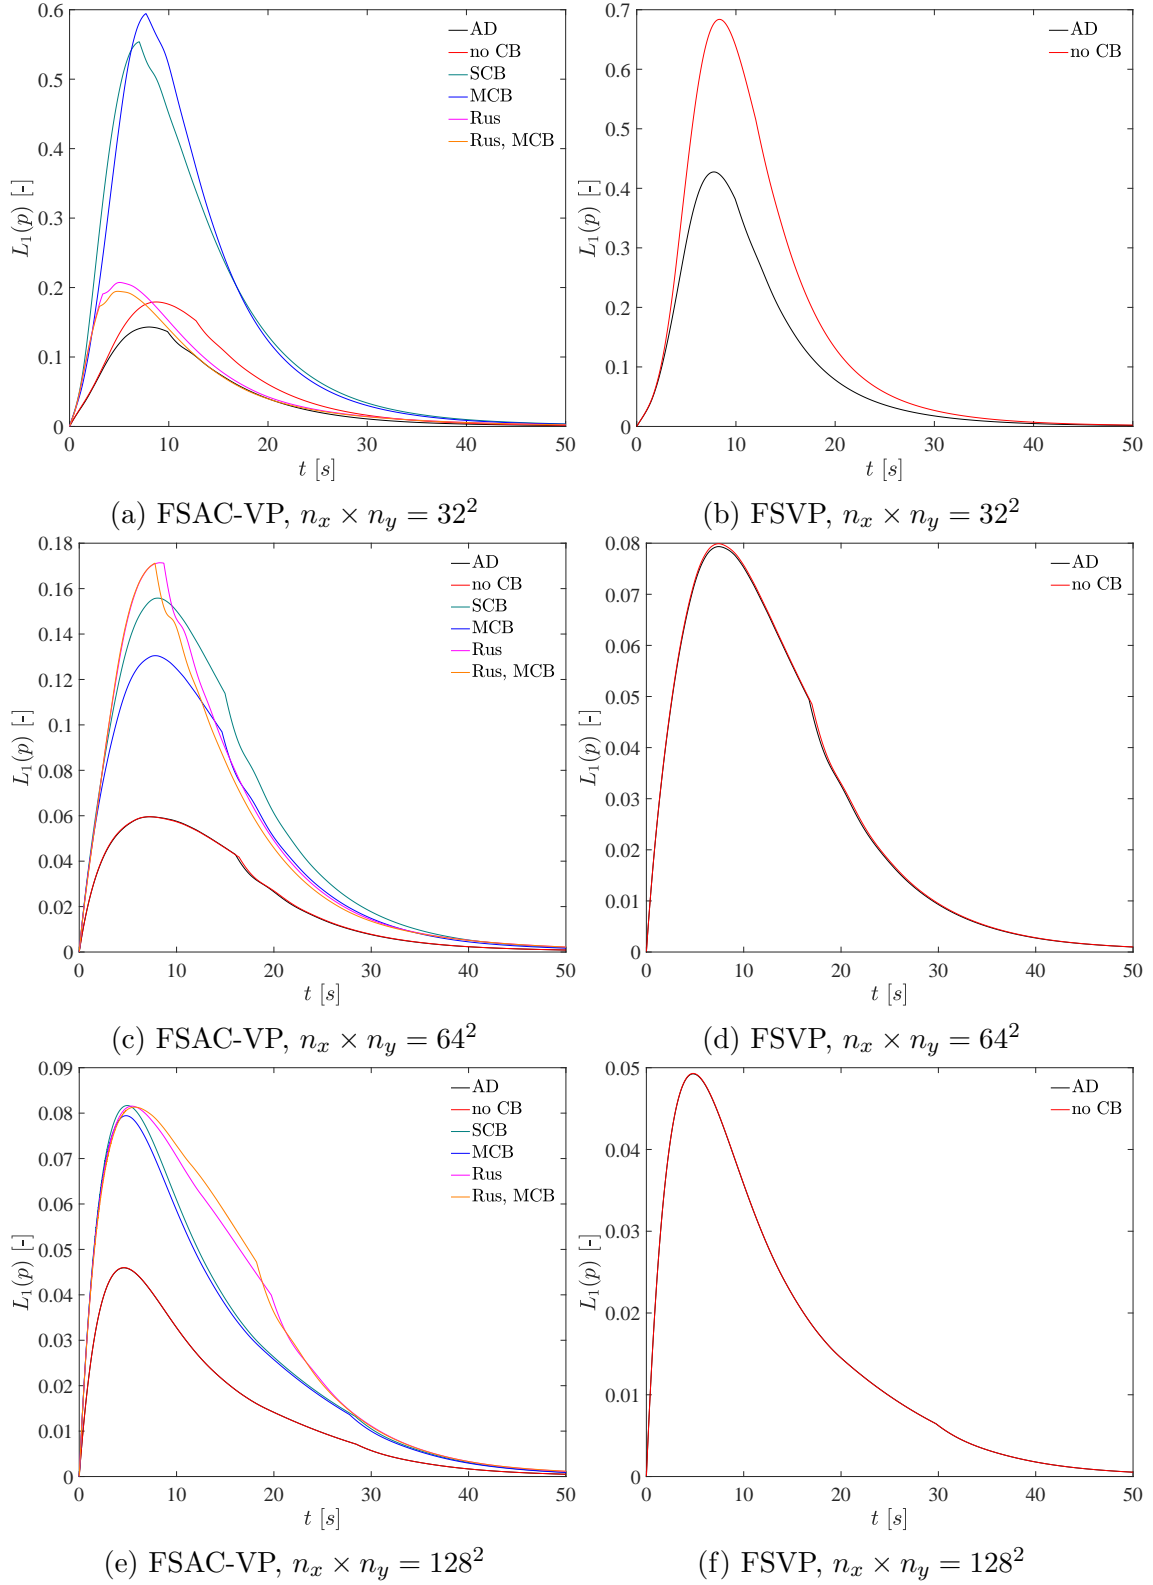 0.6
0.5
0.4
0.3
0.2
0.1
0
L₁(p) [-]
AD
no CB
SCB
MCB
Rus
Rus, MCB
0 10 20 30 40 50
t [s]
(a) FSAC-VP, nₓ × n_y = 32²
0.7
0.6
0.5
0.4
0.3
0.2
0.1
0
L₁(p) [-]
AD
no CB
0 10 20 30 40 50
t [s]
(b) FSVP, nₓ × n_y = 32²
0.18
0.16
0.14
0.12
0.1
0.08
0.06
0.04
0.02
0
L₁(p) [-]
AD
no CB
SCB
MCB
Rus
Rus, MCB
0 10 20 30 40 50
t [s]
(c) FSAC-VP, nₓ × n_y = 64²
0.08
0.07
0.06
0.05
0.04
0.03
0.02
0.01
0
L₁(p) [-]
AD
no CB
0 10 20 30 40 50
t [s]
(d) FSVP, nₓ × n_y = 64²
0.09
0.08
0.07
0.06
0.05
0.04
0.03
0.02
0.01
0
L₁(p) [-]
AD
no CB
SCB
MCB
Rus
Rus, MCB
0 10 20 30 40 50
t [s]
(e) FSAC-VP, nₓ × n_y = 128²
0.05
0.04
0.03
0.02
0.01
0
L₁(p) [-]
AD
no CB
0 10 20 30 40 50
t [s]
(f) FSVP, nₓ × n_y = 128²